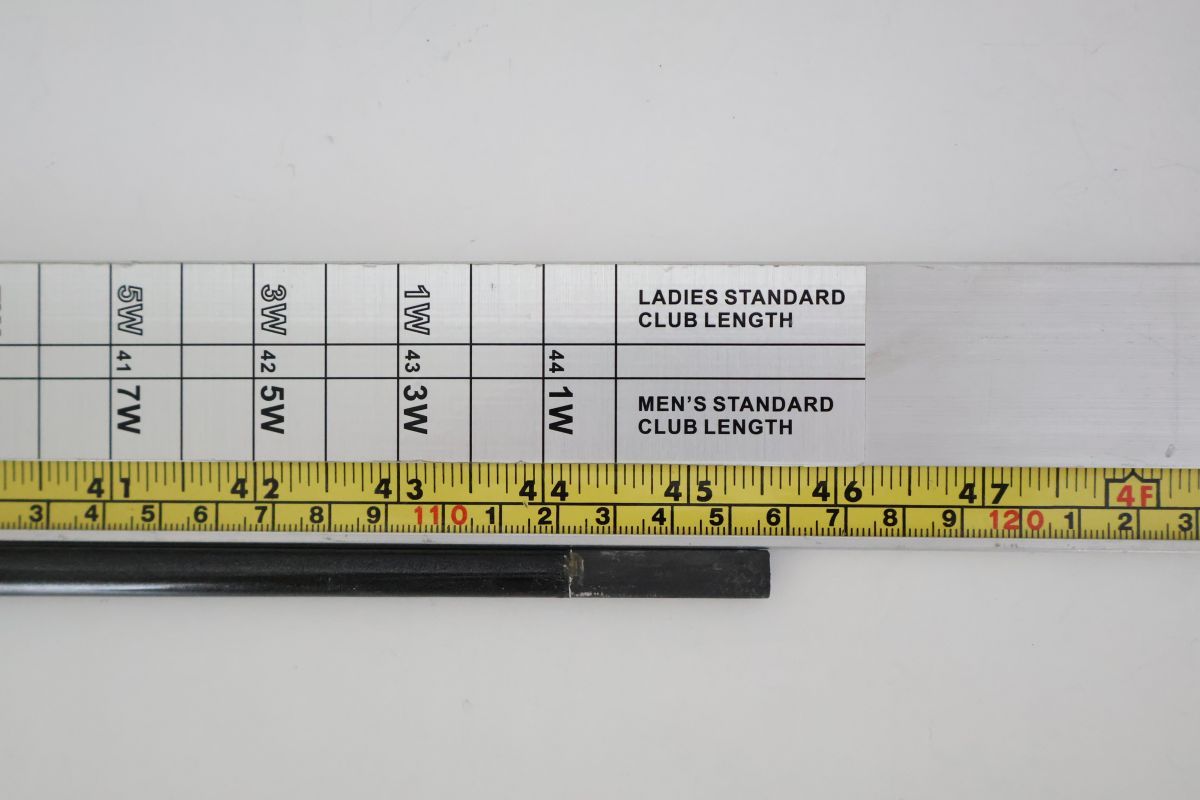 5W 3W 1W LADIES STANDARD
CLUB LENGTH
41 42 43 44
7W 5W 3W 1W MEN'S STANDARD
CLUB LENGTH
41 42 43 44 45 46 47 4F
3 4 5 6 7 8 9 110 1 2 3 4 5 6 7 8 9 120 1 2 3